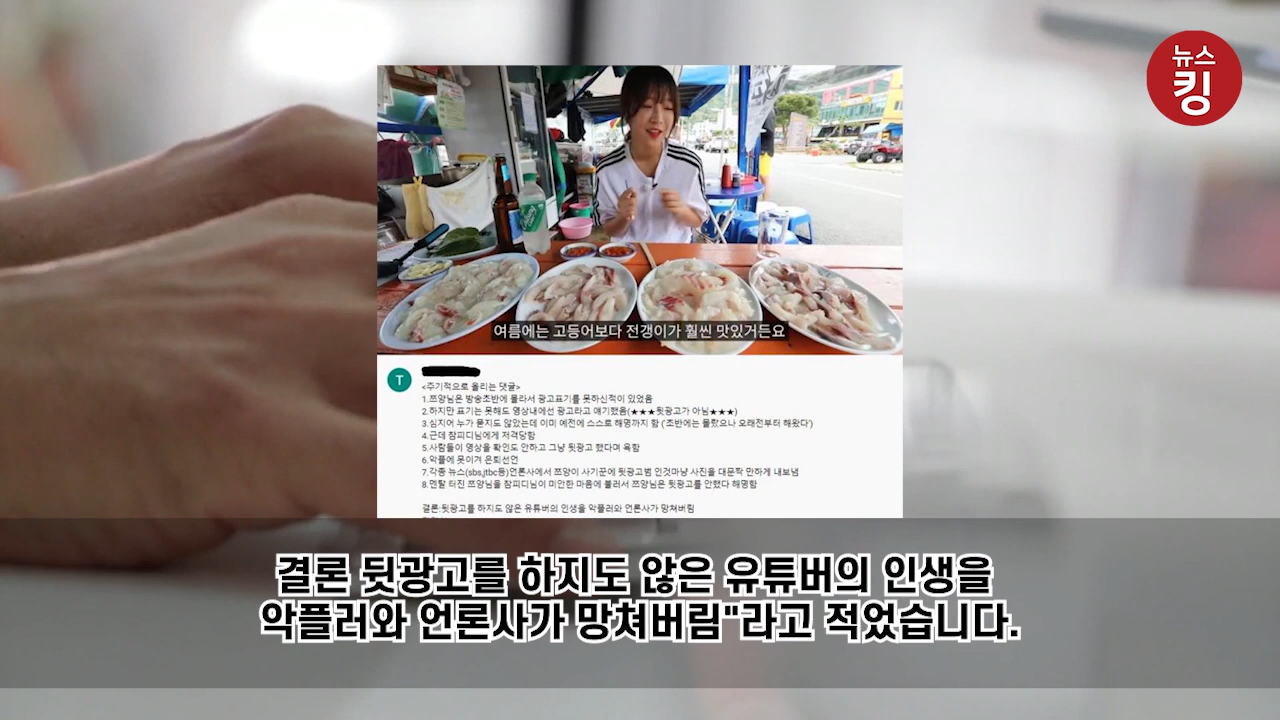 뉴스
킹
여름에는 고등어보다 전갱이가 훨씬 맛있거든요
T
<주기적으로 올리는 댓글>
1.쯔양님은 방송초반에 몰라서 광고표기를 못하신적이 있었음
2.하지만 표기는 못해도 영상내에선 광고라고 얘기했음(★★★뒷광고가 아님★★★)
3.심지어 누가 묻지도 않았는데 이미 예전에 스스로 해명까지 함 ('초반에는 몰랐으나 오래전부터 해왔다')
4.근데 참피디님에게 저격당함
5.사람들이 영상을 확인도 안하고 그냥 뒷광고 했다며 욕함
6.악플에 못이겨 은퇴선언
7.각종 뉴스(sbs,jtbc등)언론사에서 쯔양이 사기꾼에 뒷광고범 인것마냥 사진을 대문짝 만하게 내보냄
8.멘탈 터진 쯔양님을 참피디님이 미안한 마음에 불러서 쯔양님은 뒷광고를 안했다 해명함
결론:뒷광고를 하지도 않은 유튜버의 인생을 악플러와 언론사가 망쳐버림
결론 뒷광고를 하지도 않은 유튜버의 인생을
악플러와 언론사가 망쳐버림"라고 적었습니다.